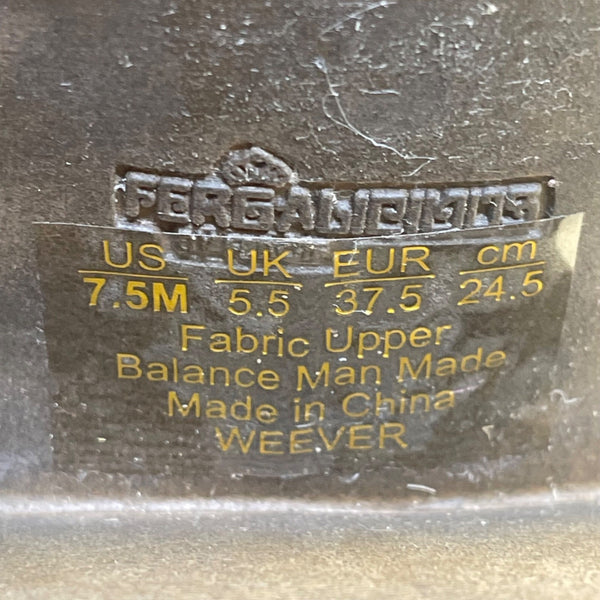 FERGALICIOUS
US UK EUR cm
7.5M 5.5 37.5 24.5
Fabric Upper
Balance Man Made
Made in China
WEEVER